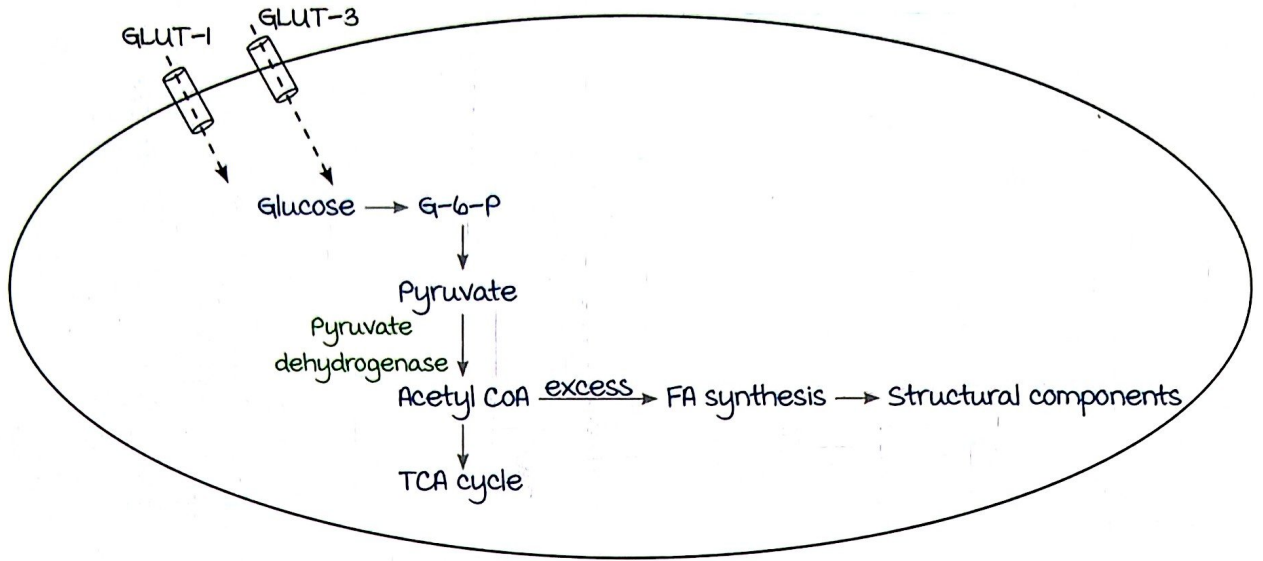 GLUT-1
GLUT-3
Glucose → G-6-P
Pyruvate
Pyruvate
dehydrogenase
Acetyl CoA excess → FA synthesis → Structural components
TCA cycle